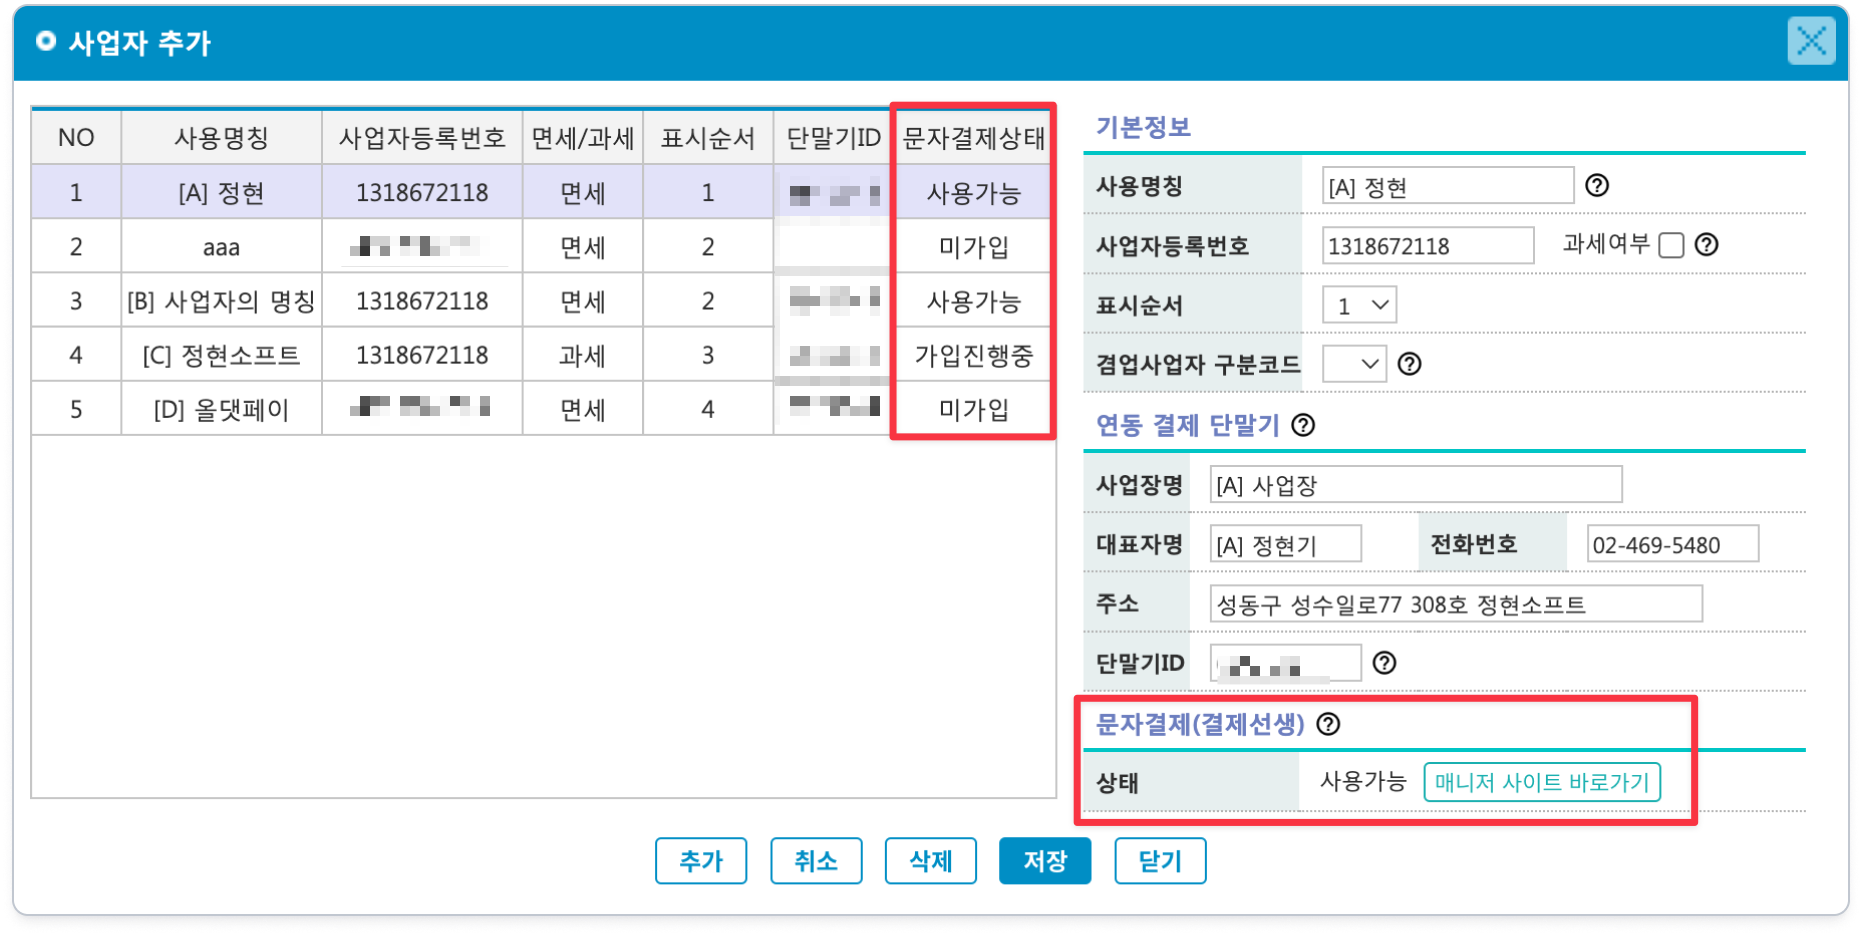 사업자 추가
NO 사용명칭 사업자등록번호 면세/과세 표시순서 단말기ID 문자결제상태
1 [A] 정현 1318672118 면세 1 사용가능
2 aaa 면세 2 미가입
3 [B] 사업자의 명칭 1318672118 면세 2 사용가능
4 [C] 정현소프트 1318672118 과세 3 가입진행중
5 [D] 올댓페이 면세 4 미가입
기본정보
사용명칭 [A] 정현 ?
사업자등록번호 1318672118 과세여부 ?
표시순서 1
겸업사업자 구분코드 ?
연동 결제 단말기 ?
사업장명 [A] 사업장
대표자명 [A] 정현기 전화번호 02-469-5480
주소 성동구 성수일로77 308호 정현소프트
단말기ID ?
문자결제(결제선생) ?
상태 사용가능 매니저 사이트 바로가기
추가 취소 삭제 저장 닫기